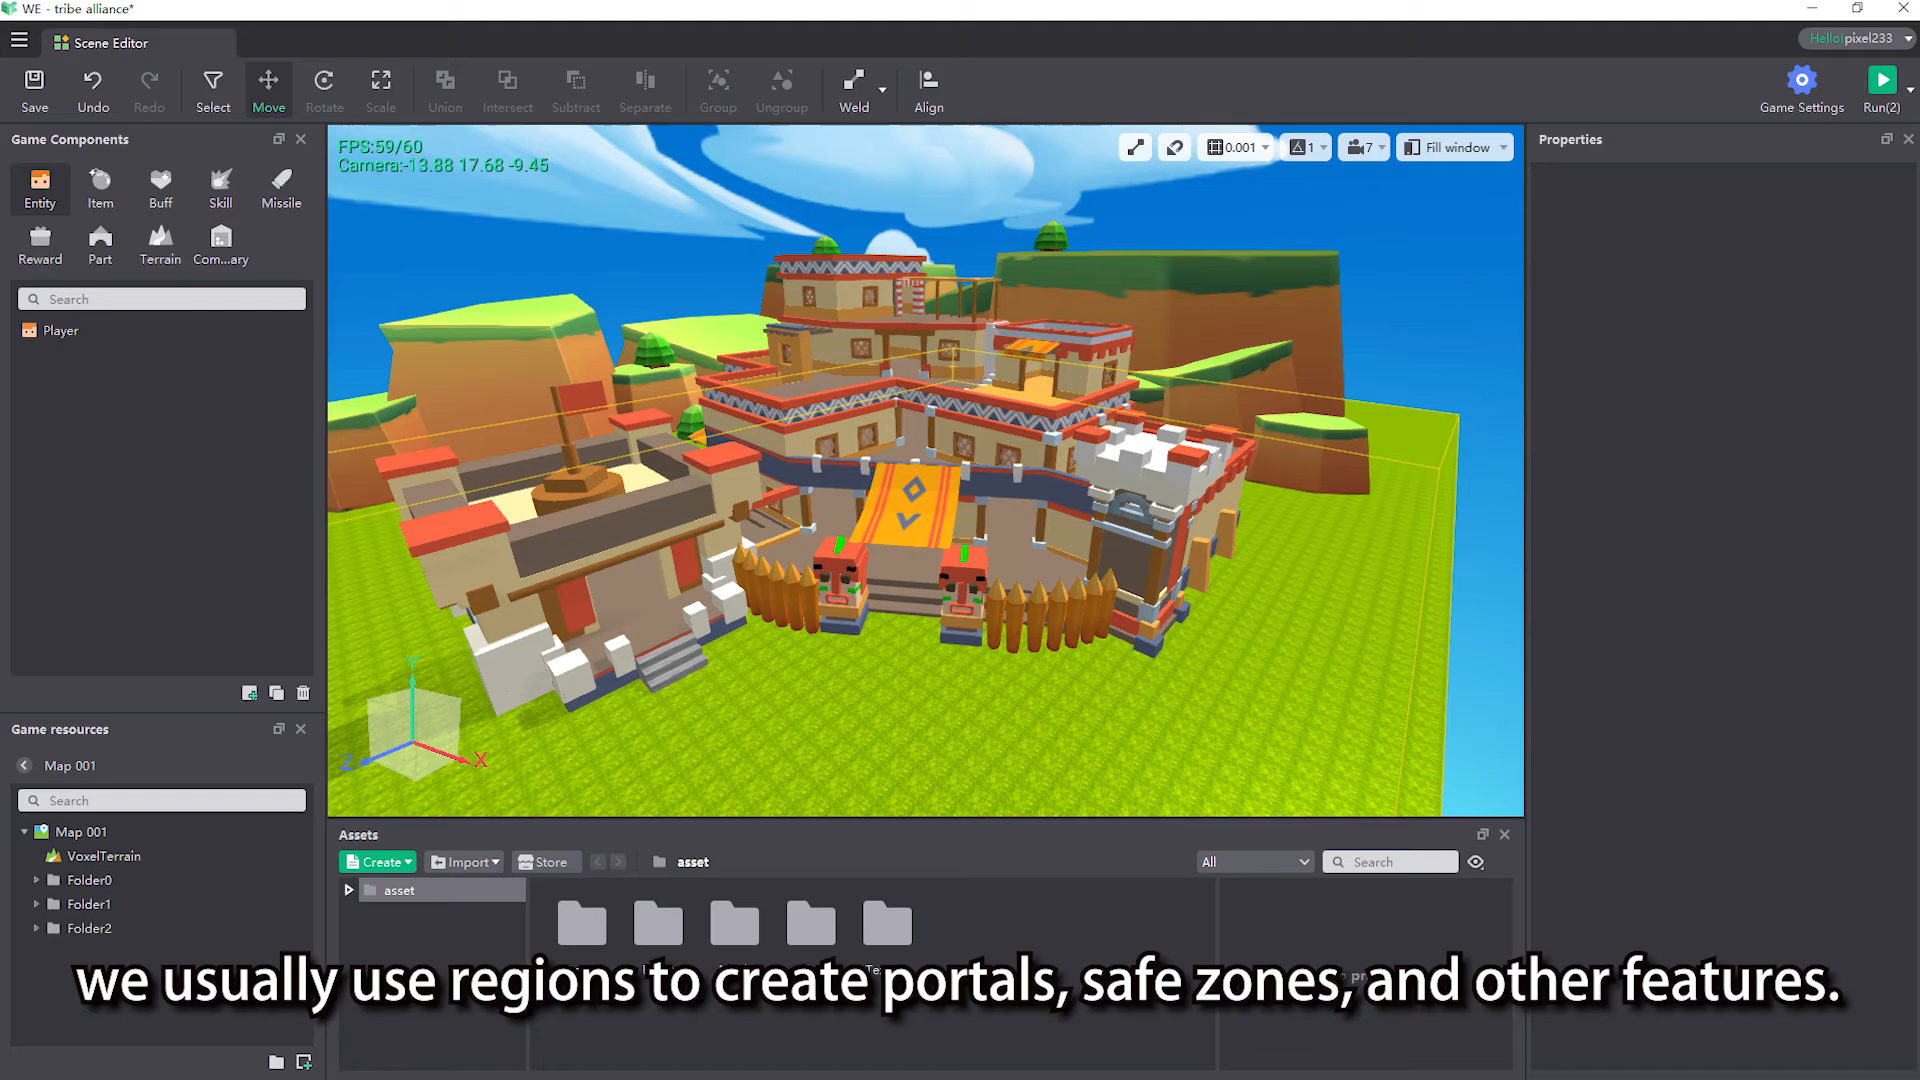 WE - tribe alliance*
Scene Editor
Hello! pixel233
Save
Undo
Redo
Select
Move
Rotate
Scale
Union
Intersect
Subtract
Separate
Group
Ungroup
Weld
Align
Game Settings
Run(2)
Game Components
Entity
Item
Buff
Skill
Missile
Reward
Part
Terrain
Com...ary
Search
Player
FPS:59/60
Camera:-13.88 17.68 -9.45
0.001
1
7
Fill window
Y
Z
X
Properties
Game resources
Map 001
Search
Map 001
VoxelTerrain
Folder0
Folder1
Folder2
Assets
Create
Import
Store
asset
All
Search
asset
we usually use regions to create portals, safe zones, and other features.